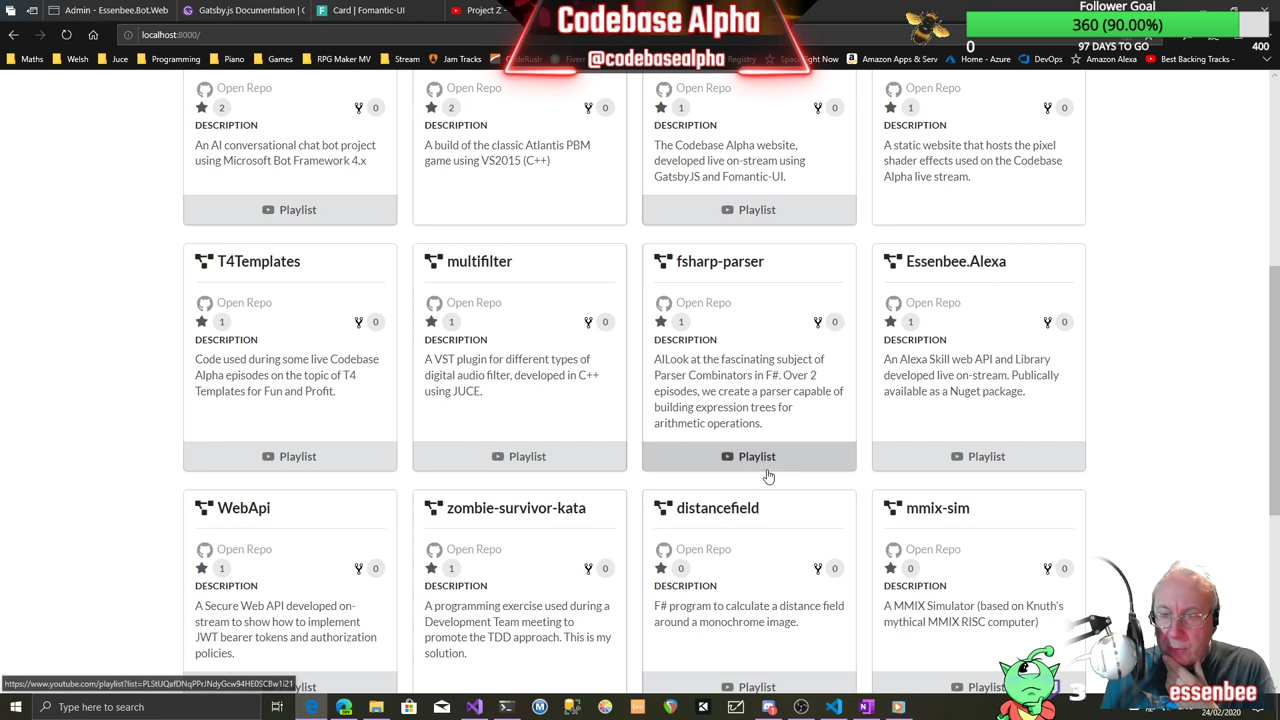 Admin - Essenbee.Bot.Web
Gatsby.js Documentation | G
Card | Fomantic-UI
Project Z-
localhost:8000/
Maths
Welsh
Juce
Programming
Piano
Games
RPG Maker MV
Stream
Jam Tracks
Amazon Apps & Serv
Home - Azure
DevOps
Amazon Alexa
Best Backing Tracks -
Codebase Alpha
@codebasealpha
Follower Goal
360 (90.00%)
0
97 DAYS TO GO
400
Open Repo
2
0
DESCRIPTION
An AI conversational chat bot project
using Microsoft Bot Framework 4.x
Playlist
Open Repo
2
0
DESCRIPTION
A build of the classic Atlantis PBM
game using VS2015 (C++)
Open Repo
1
0
DESCRIPTION
The Codebase Alpha website,
developed live on-stream using
GatsbyJS and Fomantic-UI.
Playlist
Open Repo
1
0
DESCRIPTION
A static website that hosts the pixel
shader effects used on the Codebase
Alpha live stream.
T4Templates
Open Repo
1
0
DESCRIPTION
Code used during some live Codebase
Alpha episodes on the topic of T4
Templates for Fun and Profit.
Playlist
multifilter
Open Repo
1
0
DESCRIPTION
A VST plugin for different types of
digital audio filter, developed in C++
using JUCE.
Playlist
fsharp-parser
Open Repo
1
0
DESCRIPTION
AILook at the fascinating subject of
Parser Combinators in F#. Over 2
episodes, we create a parser capable of
building expression trees for
arithmetic operations.
Playlist
Essenbee.Alexa
Open Repo
1
0
DESCRIPTION
An Alexa Skill web API and Library
developed live on-stream. Publically
available as a Nuget package.
Playlist
WebApi
Open Repo
1
0
DESCRIPTION
A Secure Web API developed on-
stream to show how to implement
JWT bearer tokens and authorization
policies.
Playlist
zombie-survivor-kata
Open Repo
1
0
DESCRIPTION
A programming exercise used during a
Development Team meeting to
promote the TDD approach. This is my
solution.
distancefield
Open Repo
0
0
DESCRIPTION
F# program to calculate a distance field
around a monochrome image.
Playlist
mmix-sim
Open Repo
0
0
DESCRIPTION
A MMIX Simulator (based on Knuth's
mythical MMIX RISC computer)
Playlist
3
essenbee
https://www.youtube.com/playlist?list=PLStUQafDNqPPrJNdyGcw94HE0SCBw1i21
Type here to search
24/02/2020